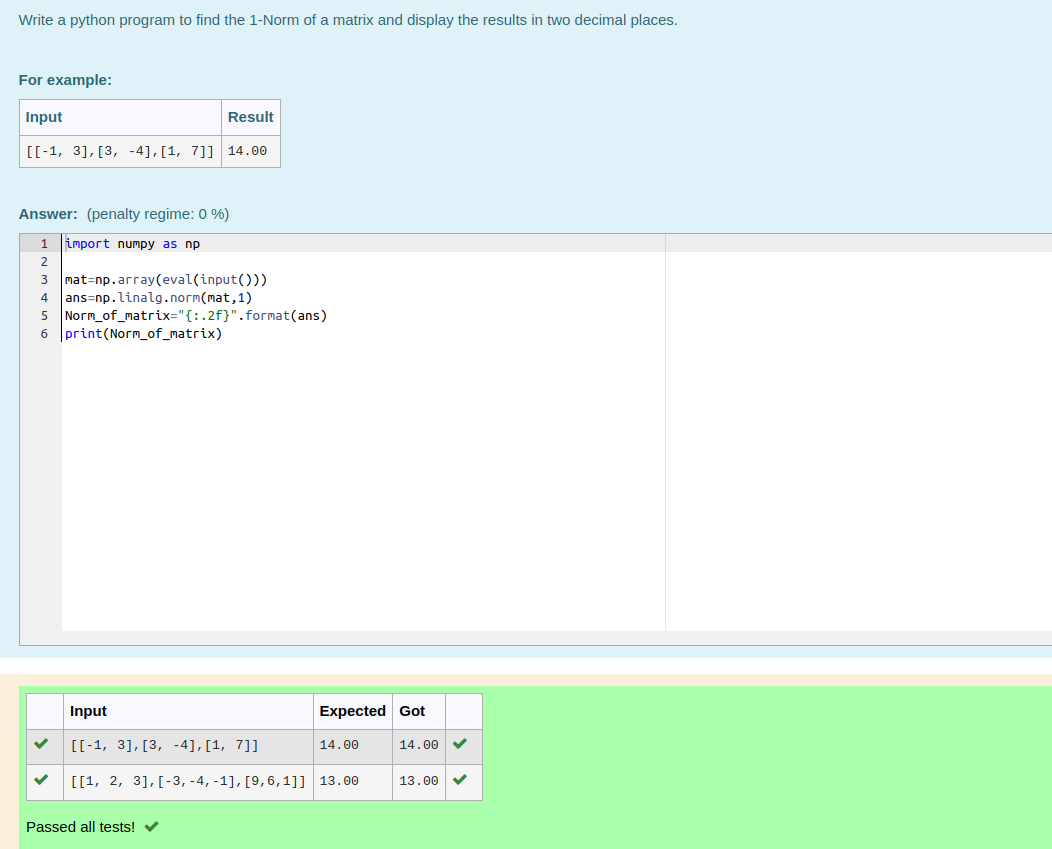 Write a python program to find the 1-Norm of a matrix and display the results in two decimal places.
For example:
Input Result
[[-1, 3],[3, -4],[1, 7]] 14.00
Answer: (penalty regime: 0 %)
1 import numpy as np
2
3 mat=np.array(eval(input()))
4 ans=np.linalg.norm(mat,1)
5 Norm_of_matrix="{:.2f}".format(ans)
6 print(Norm_of_matrix)
Input Expected Got
[[-1, 3],[3, -4],[1, 7]] 14.00 14.00
[[1, 2, 3],[-3,-4,-1],[9,6,1]] 13.00 13.00
Passed all tests!